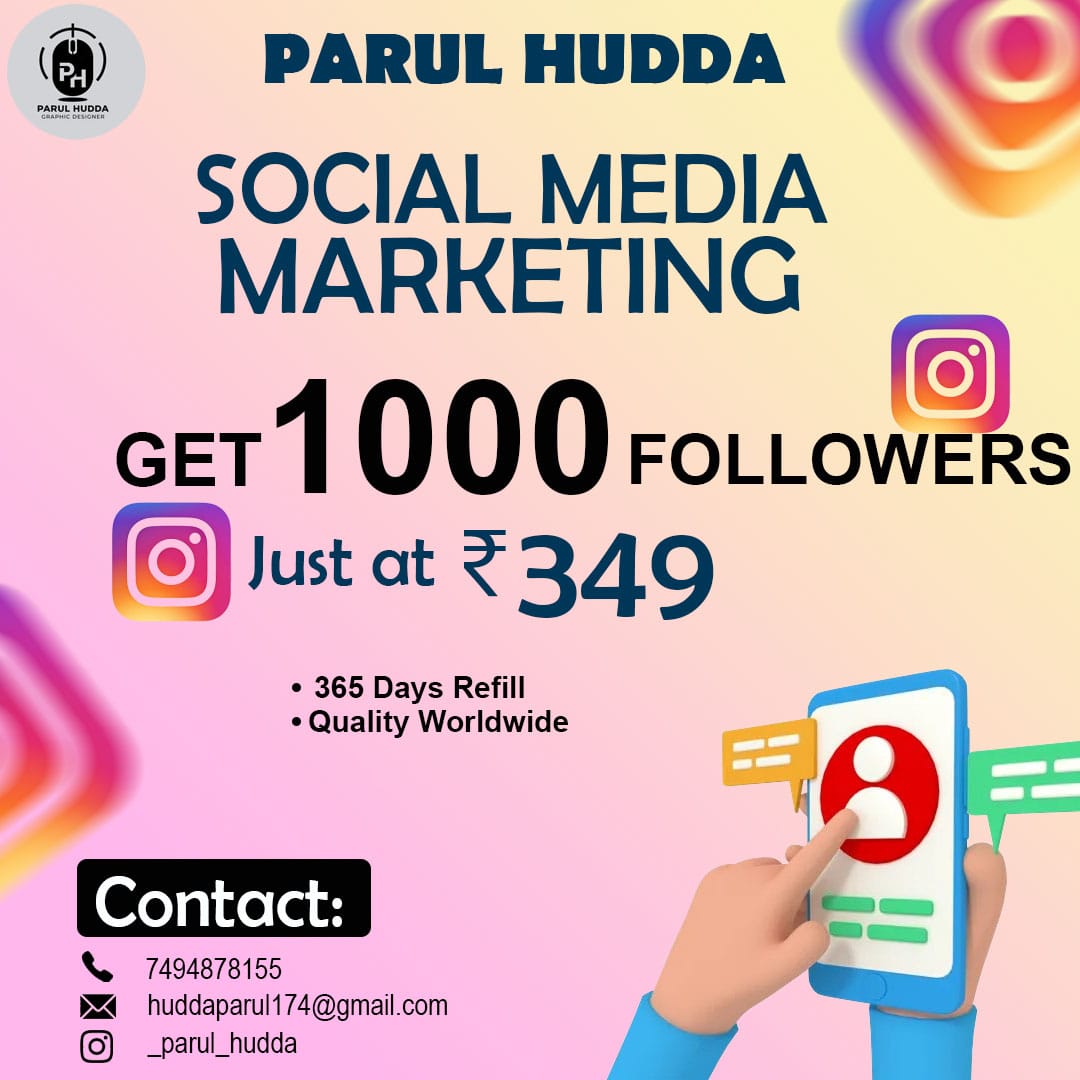 PH
PARUL HUDDA
GRAPHIC DESIGNER
PARUL HUDDA
SOCIAL MEDIA
MARKETING
GET 1000 FOLLOWERS
Just at ₹349
• 365 Days Refill
• Quality Worldwide
Contact:
7494878155
huddaparul174@gmail.com
_parul_hudda